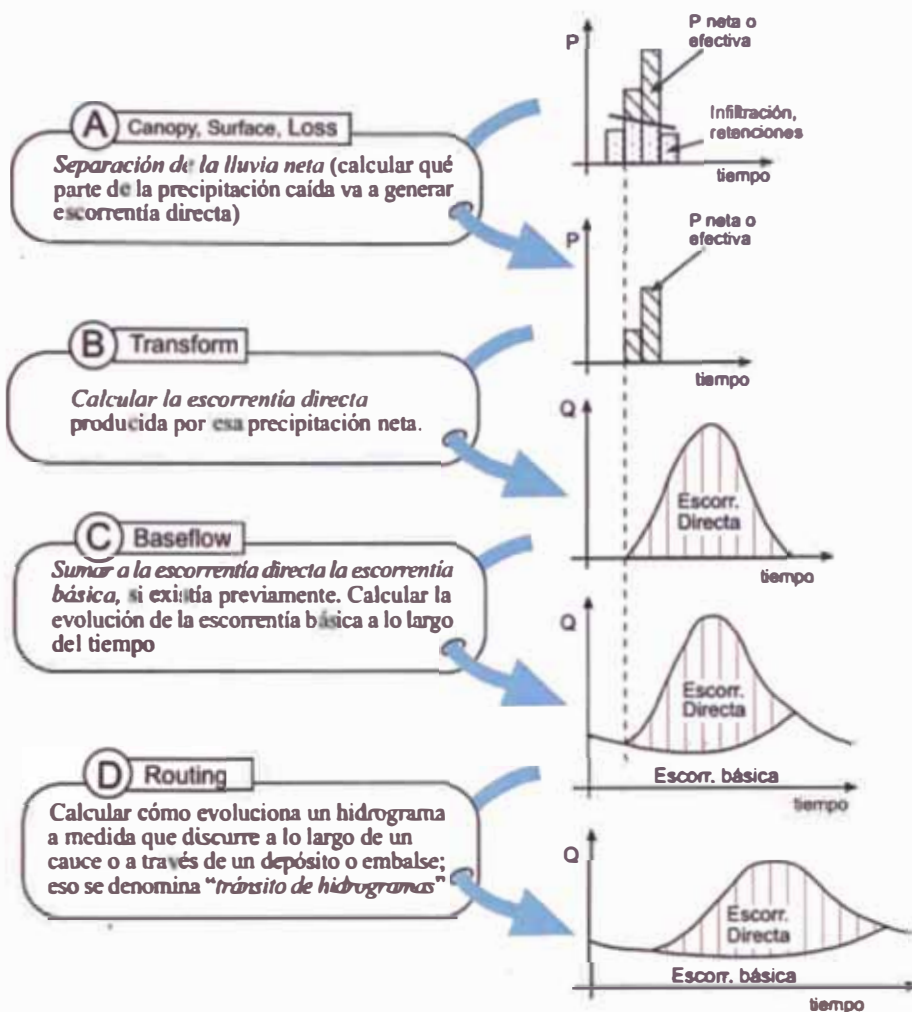 A Canopy, Surface, Loss
Separación de la lluvia neta (calcular qué
parte de la precipitación caída va a generar
escorrentía directa)
P
P neta o
efectiva
Infiltración,
retenciones
tiempo
P
P neta o
efectiva
tiempo
B Transform
Calcular la escorrentía directa
producida por esa precipitación neta.
Q
Escorr.
Directa
tiempo
C Baseflow
Sumar a la escorrentía directa la escorrentía
básica, si existía previamente. Calcular la
evolución de la escorrentía básica a lo largo
del tiempo
Q
Escorr.
Directa
Escorr. básica
tiempo
D Routing
Calcular cómo evoluciona un hidrograma
a medida que discurre a lo largo de un
cauce o a través de un depósito o embalse;
eso se denomina “tránsito de hidrogramas”
Q
Escorr.
Directa
Escorr. básica
tiempo